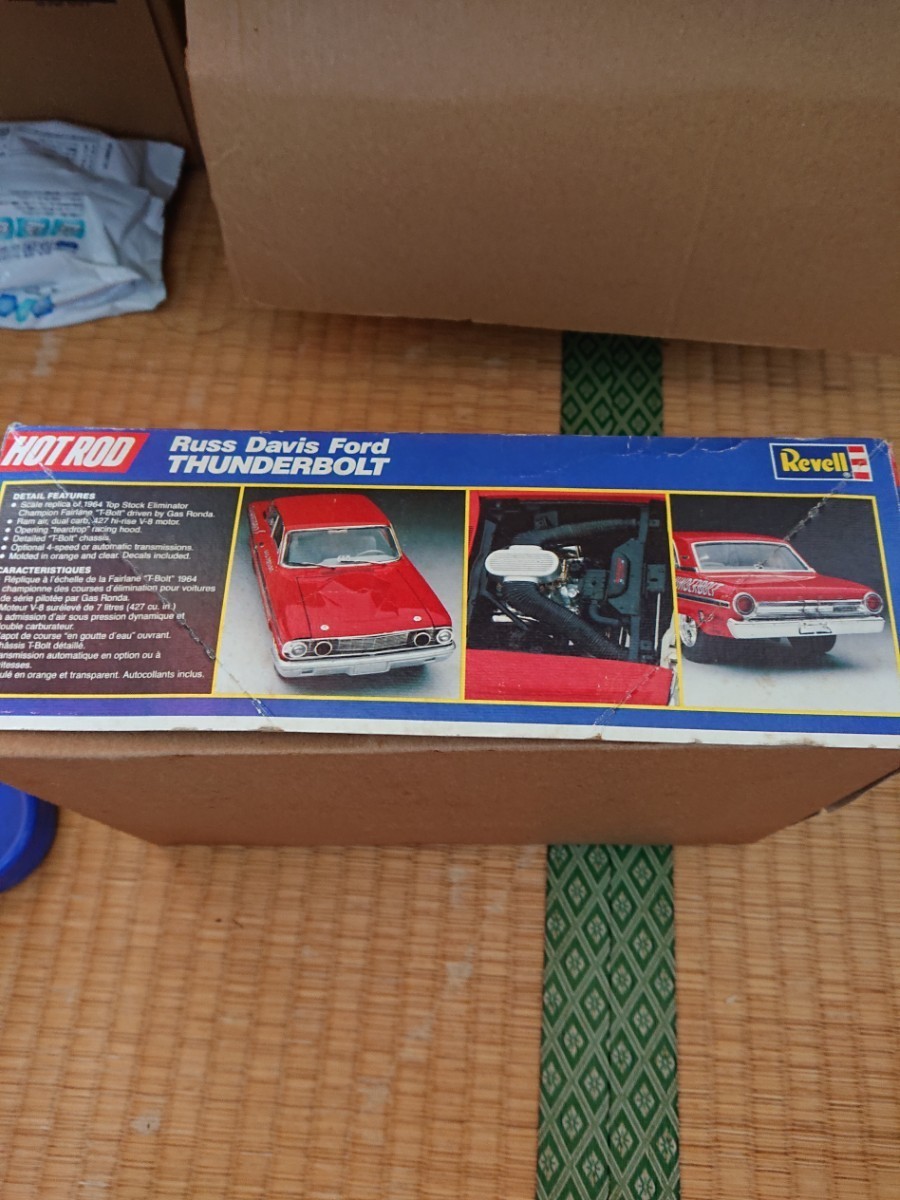 HOT ROD
Russ Davis Ford
THUNDERBOLT
Revell
DETAIL FEATURES
• Scale replica of 1964 Top Stock Eliminator
Champion Fairlane "T-Bolt" driven by Gas Ronda.
• Ram air, dual carb, 427 hi-rise V-8 motor.
• Opening "teardrop" racing hood.
• Detailed "T-Bolt" chassis.
• Optional 4-speed or automatic transmissions.
• Molded in orange and clear. Decals included.
CARACTERISTIQUES
Réplique à l'échelle de la Fairlane "T-Bolt" 1964
championne des courses d'élimination pour voitures
de série pilotée par Gas Ronda.
Moteur V-8 surélevé de 7 litres (427 cu. in.)
à admission d'air sous pression dynamique et
double carburateur.
Capot de course "en goutte d'eau" ouvrant.
Châssis T-Bolt détaillé.
ansmission automatique en option ou à
itesses.
ulé en orange et transparent. Autocollants inclus.